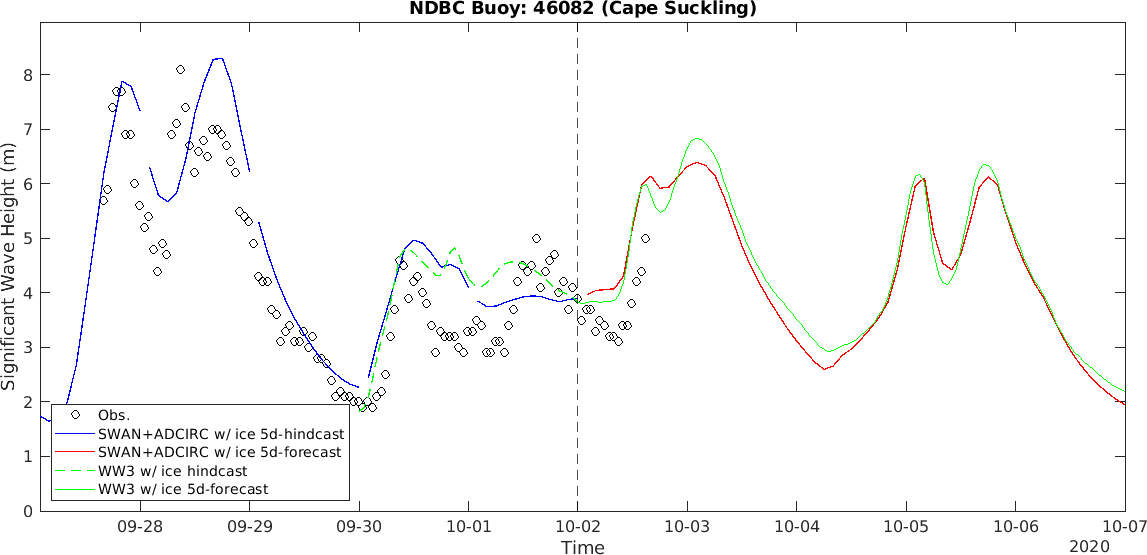 NDBC Buoy: 46082 (Cape Suckling)
8
7
6
5
4
3
2
1
0
Significant Wave Height (m)
Obs.
SWAN+ADCIRC w/ ice 5d-hindcast
SWAN+ADCIRC w/ ice 5d-forecast
WW3 w/ ice hindcast
WW3 w/ ice 5d-forecast
09-28 09-29 09-30 10-01 10-02 10-03 10-04 10-05 10-06 10-07
Time
2020